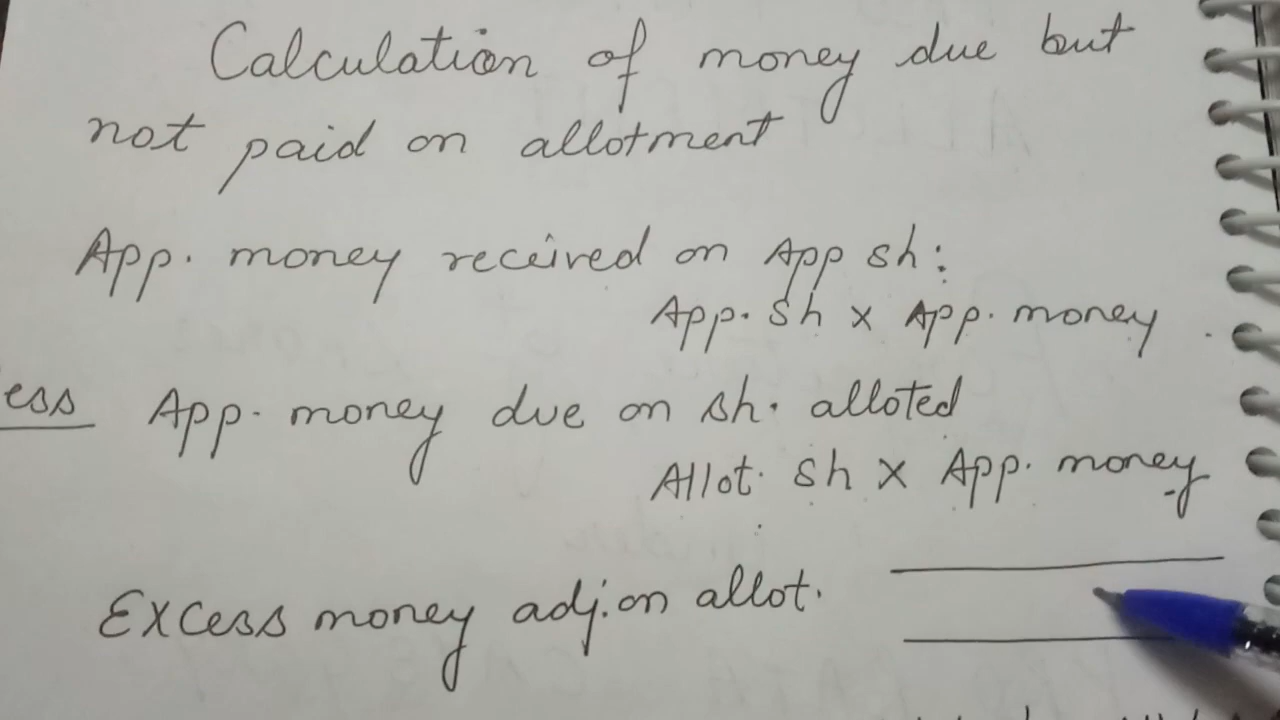 Calculation of money due but
not paid on allotment
App. money received on App sh:
App. sh x App. money
ess App. money due on sh. alloted
Allot. sh x App. money
Excess money adj. on allot.